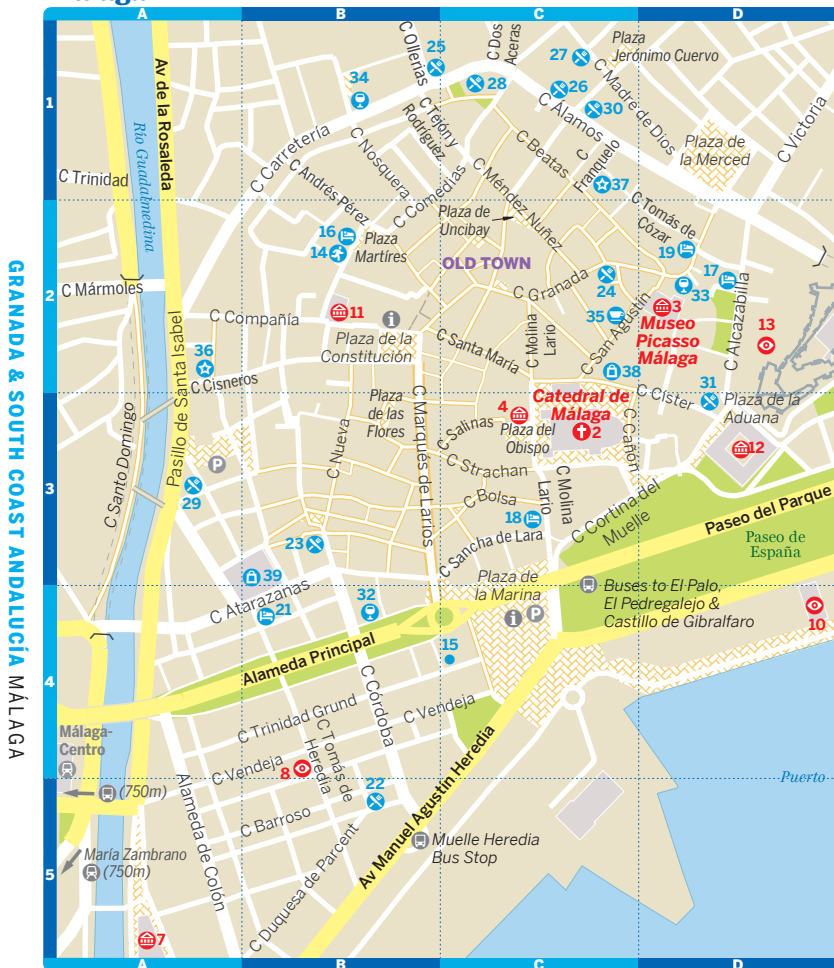 A
B
C
D
1
2
3
4
5
GRANADA & SOUTH COAST ANDALUCÍA MÁLAGA
Av de la Rosaleda
Río Guadalmedina
C Trinidad
C Mármoles
C Carretería
34
C Ollerias
25
C Dos
Aceras
28
27
Plaza
Jerónimo Cuervo
26
30
C Madre de Dios
C Álamos
Plaza de
la Merced
C Victoria
C Tejón y
Rodríguez
C Nosquera
C Andrés Pérez
C Comedias
C Beatas
C
Franquelo
37
C Méndez Nuñez
Plaza de
Uncibay
C Tomás de
Cózar
16
14
Plaza
Martíres
OLD TOWN
19
17
33
C Granada
24
35
C San Agustín
3
Museo
Picasso
Málaga
13
C Alcazabilla
11
C Compañía
Plaza de la
Constitución
C Santa María
C Molina
Lario
38
36
C Cisneros
Pasillo de Santa Isabel
C Santo Domingo
Plaza
de las
Flores
C Marqués de Larios
4
C Salinas
Catedral de
Málaga
2
Plaza del
Obispo
C Cañón
C Císter
31
Plaza de la
Aduana
12
C Nueva
P
29
C Strachan
C Bolsa
18
C Molina
Lario
C Sancha de Lara
C Cortina del
Muelle
Paseo del Parque
Paseo de
España
23
39
C Atarazanas
21
32
Plaza de
la Marina
P
Buses to El Palo,
El Pedregalejo &
Castillo de Gibralfaro
10
Alameda Principal
15
C Córdoba
C Trinidad Grund
C Vendeja
C Vendeja
8
C Tomás de
Heredia
22
C Barroso
C Duquesa de Parcent
Alameda de Colón
Av Manuel Agustín Heredia
Muelle Heredia
Bus Stop
Puerto
Málaga-
Centro
(750m)
María Zambrano
(750m)
7
A
B
C
D